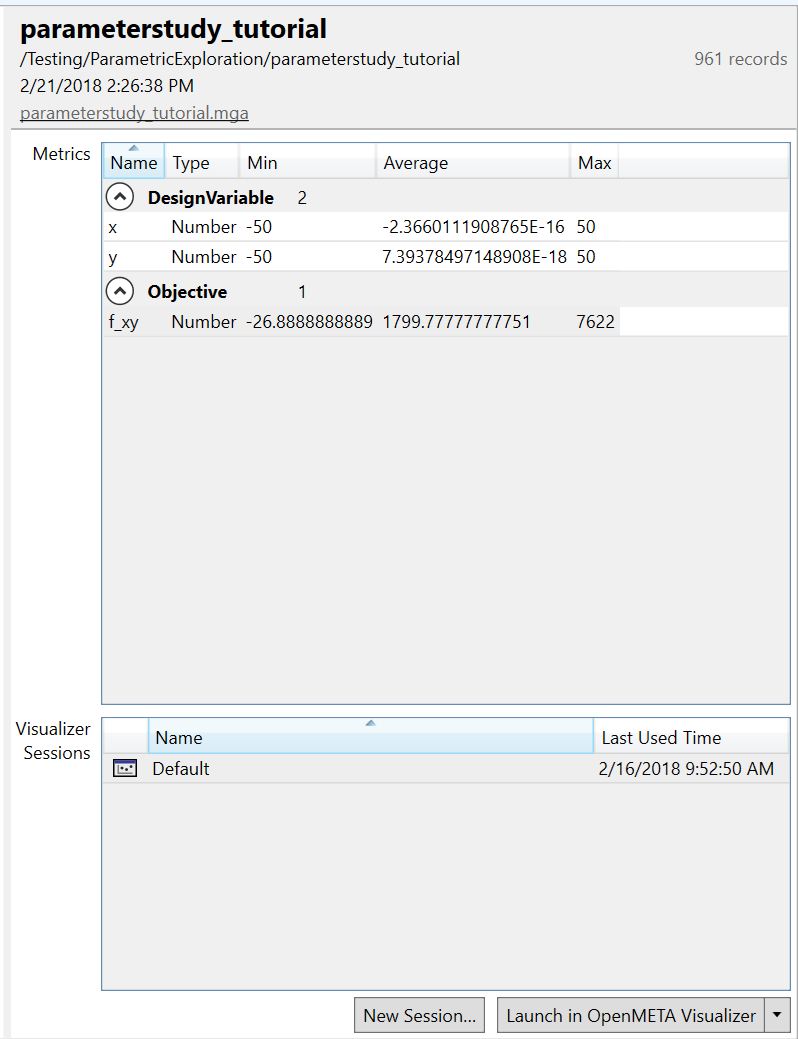 parameterstudy_tutorial
/Testing/ParametricExploration/parameterstudy_tutorial 961 records
2/21/2018 2:26:38 PM
parameterstudy_tutorial.mga
Metrics
Name Type Min Average Max
DesignVariable 2
x Number -50 -2.3660111908765E-16 50
y Number -50 7.39378497148908E-18 50
Objective 1
f_xy Number -26.8888888889 1799.77777777751 7622
Visualizer
Sessions
Name Last Used Time
Default 2/16/2018 9:52:50 AM
New Session... Launch in OpenMETA Visualizer